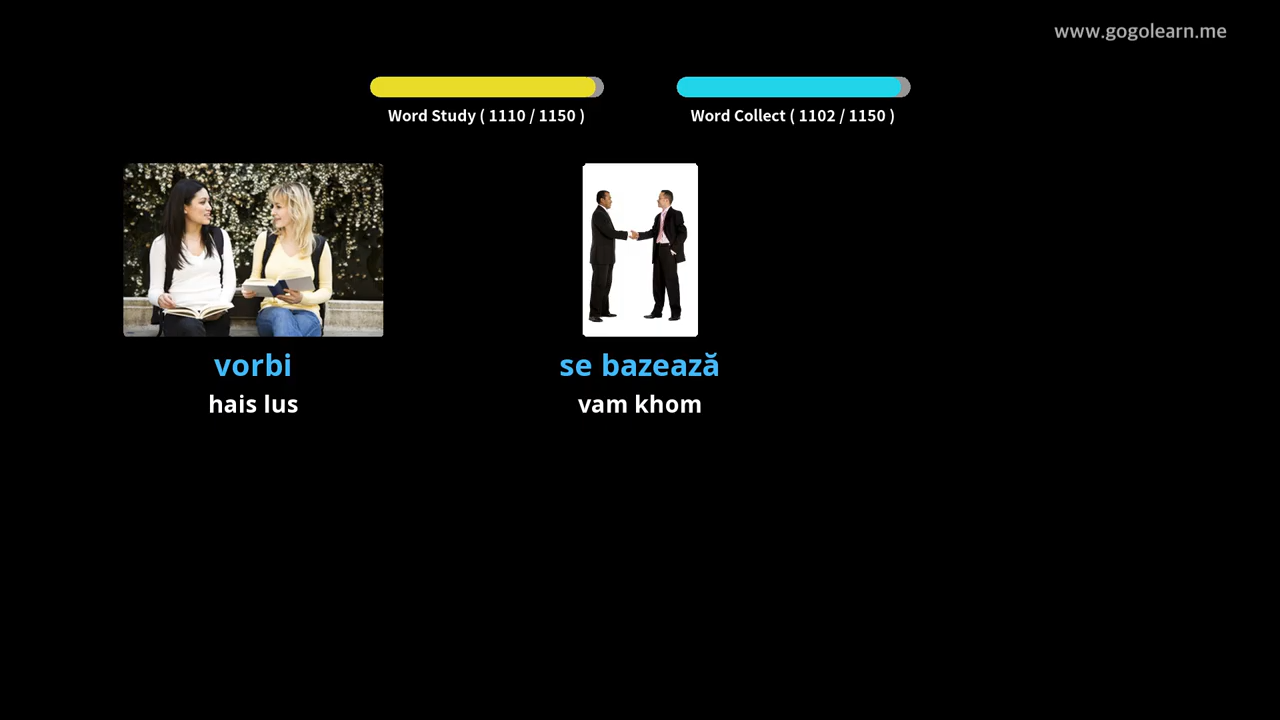 www.gogolearn.me
Word Study ( 1110 / 1150 )
Word Collect ( 1102 / 1150 )
vorbi
hais lus
se bazează
vam khom